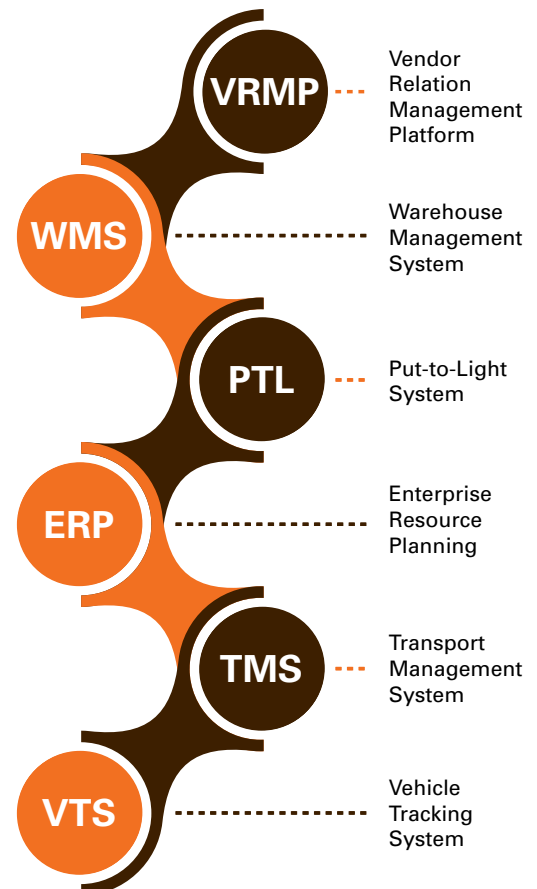 VRMP
Vendor
Relation
Management
Platform
WMS
Warehouse
Management
System
PTL
Put-to-Light
System
ERP
Enterprise
Resource
Planning
TMS
Transport
Management
System
VTS
Vehicle
Tracking
System